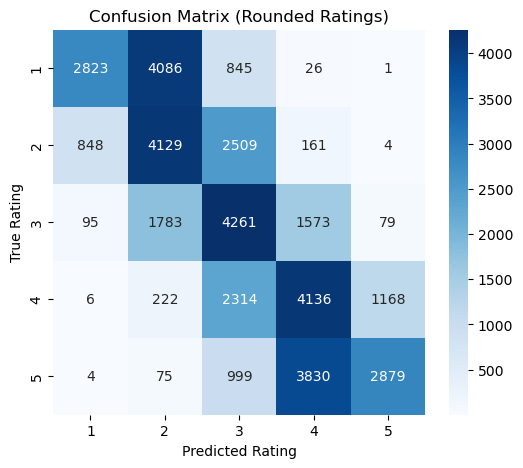 Confusion Matrix (Rounded Ratings)
1 2823 4086 845 26 1
2 848 4129 2509 161 4
3 95 1783 4261 1573 79
4 6 222 2314 4136 1168
5 4 75 999 3830 2879
1 2 3 4 5
True Rating
Predicted Rating
4000
3500
3000
2500
2000
1500
1000
500